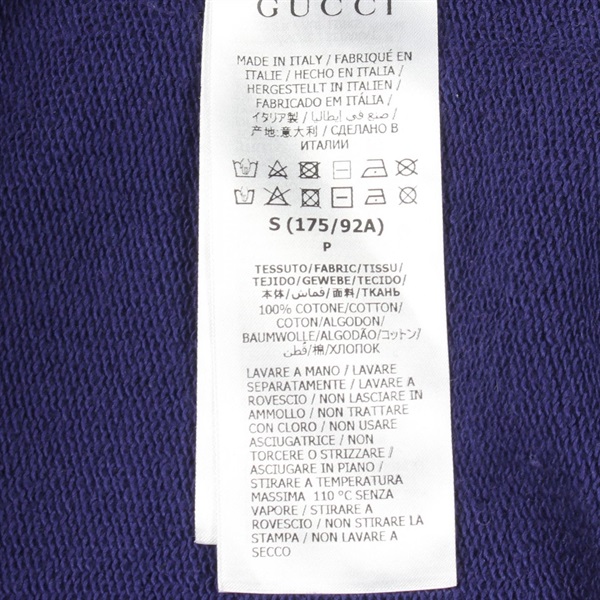 GUCCI
MADE IN ITALY / FABRIQUÉ EN
ITALIE / HECHO EN ITALIA /
HERGESTELLT IN ITALIEN /
FABRICADO EM ITÁLIA /
イタリア製 / صنع في إيطاليا /
产地:意大利 / СДЕЛАНО В
ИТАЛИИ
S (175/92A)
P
TESSUTO/FABRIC/TISSU/
TEJIDO/GEWEBE/TECIDO/
本体/قماش/面料/ТКАНЬ
100% COTONE/COTTON/
COTON/ALGODON/
BAUMWOLLE/ALGODÃO/コットン/
قُطن/棉/ХЛОПОК
LAVARE A MANO / LAVARE
SEPARATAMENTE / LAVARE A
ROVESCIO / NON LASCIARE IN
AMMOLLO / NON TRATTARE
CON CLORO / NON USARE
ASCIUGATRICE / NON
TORCERE O STRIZZARE /
ASCIUGARE IN PIANO /
STIRARE A TEMPERATURA
MASSIMA 110 °C SENZA
VAPORE / STIRARE A
ROVESCIO / NON STIRARE LA
STAMPA / NON LAVARE A
SECCO